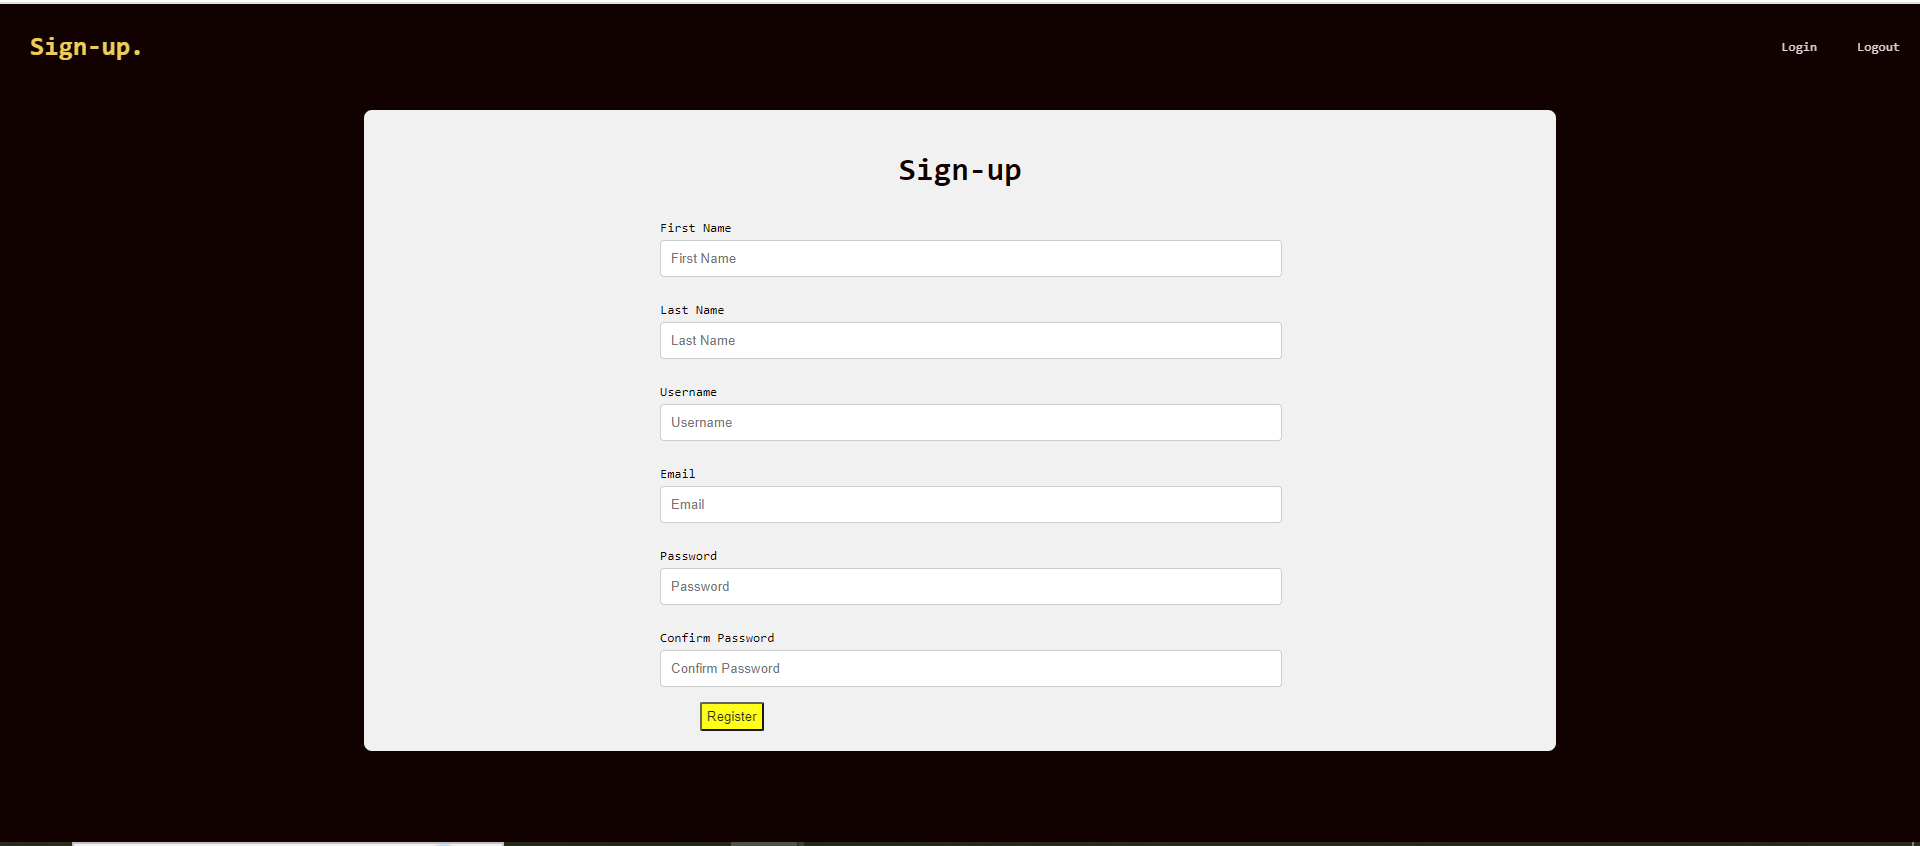 Sign-up.
Login
Logout
Sign-up
First Name
First Name
Last Name
Last Name
Username
Username
Email
Email
Password
Password
Confirm Password
Confirm Password
Register